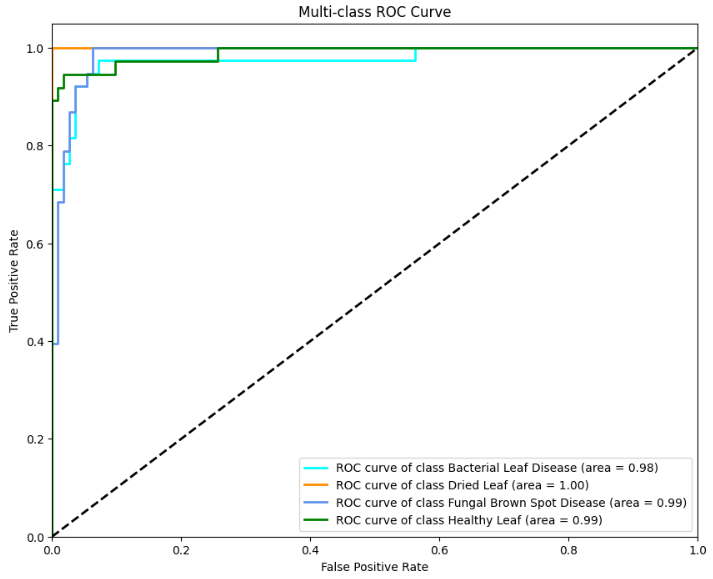 Multi-class ROC Curve
1.0
0.8
0.6
0.4
0.2
0.0
True Positive Rate
ROC curve of class Bacterial Leaf Disease (area = 0.98)
ROC curve of class Dried Leaf (area = 1.00)
ROC curve of class Fungal Brown Spot Disease (area = 0.99)
ROC curve of class Healthy Leaf (area = 0.99)
0.0 0.2 0.4 0.6 0.8 1.0
False Positive Rate